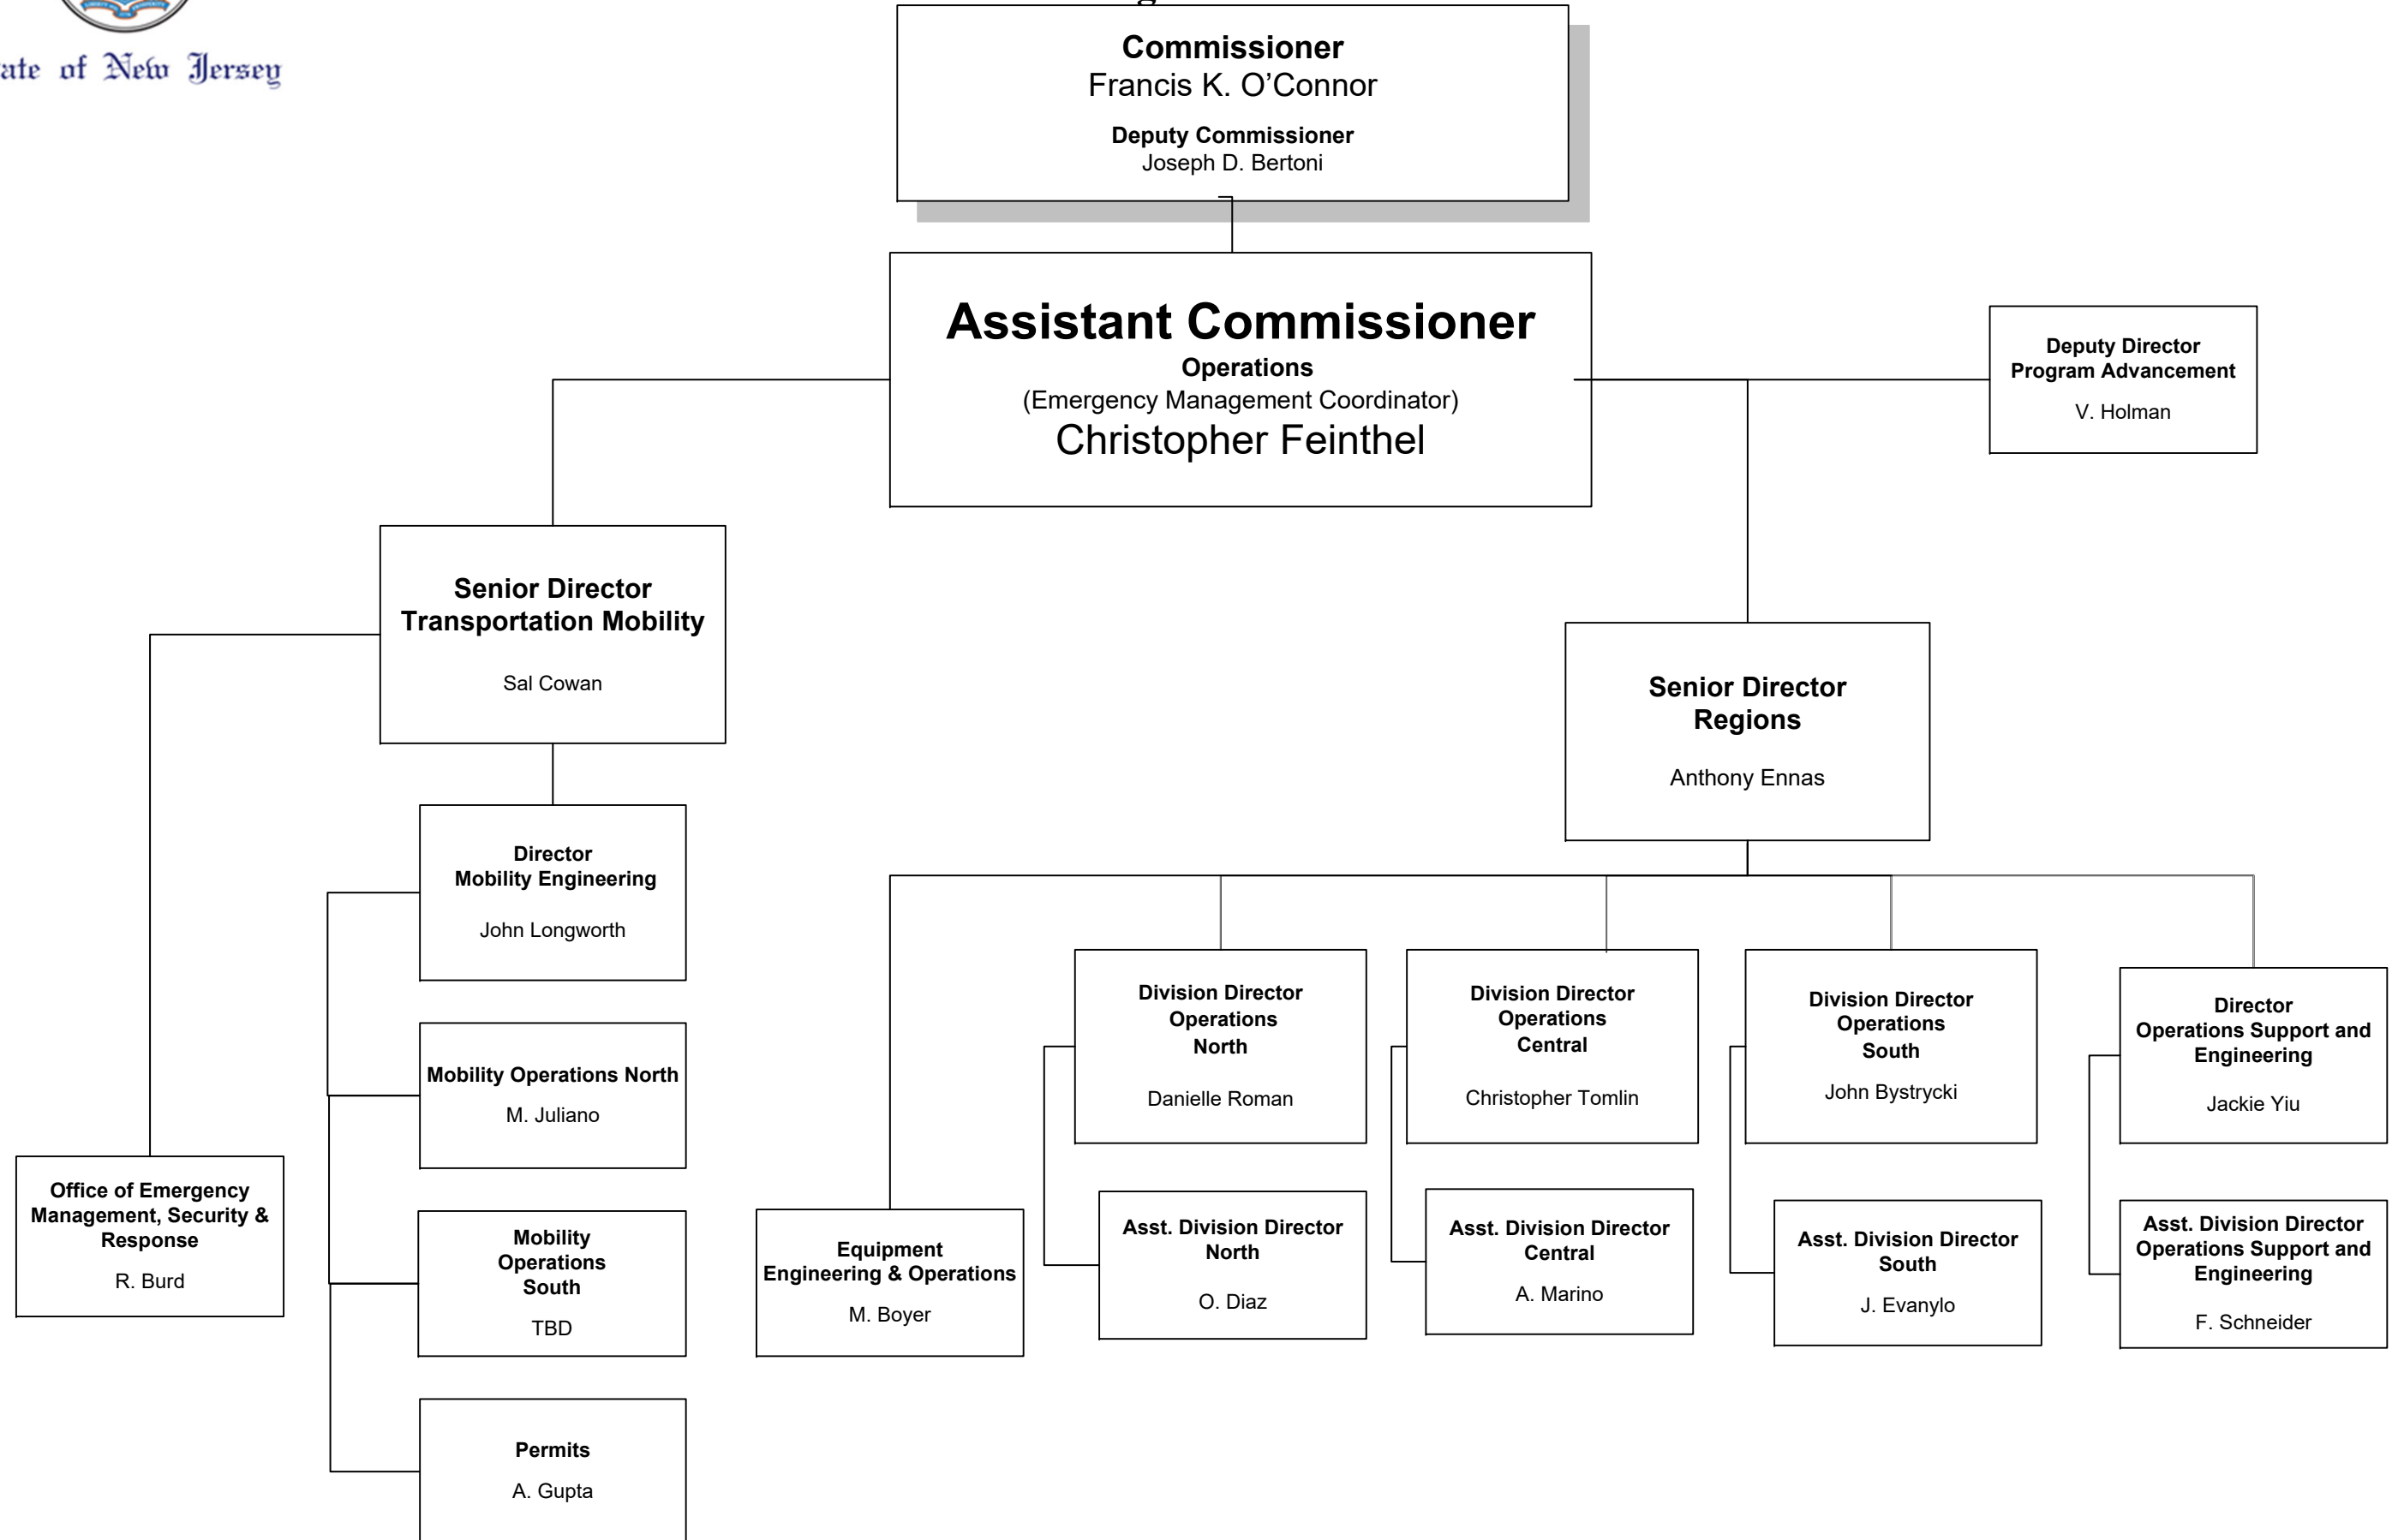 LIBERTY AND PROSPERITY
ate of New Jersey
Commissioner
Francis K. O’Connor
Deputy Commissioner
Joseph D. Bertoni
Assistant Commissioner
Operations
(Emergency Management Coordinator)
Christopher Feinthel
Deputy Director
Program Advancement
V. Holman
Senior Director
Transportation Mobility
Sal Cowan
Senior Director
Regions
Anthony Ennas
Director
Mobility Engineering
John Longworth
Mobility Operations North
M. Juliano
Mobility
Operations
South
TBD
Permits
A. Gupta
Office of Emergency
Management, Security &
Response
R. Burd
Equipment
Engineering & Operations
M. Boyer
Division Director
Operations
North
Danielle Roman
Asst. Division Director
North
O. Diaz
Division Director
Operations
Central
Christopher Tomlin
Asst. Division Director
Central
A. Marino
Division Director
Operations
South
John Bystrycki
Asst. Division Director
South
J. Evanylo
Director
Operations Support and
Engineering
Jackie Yiu
Asst. Division Director
Operations Support and
Engineering
F. Schneider